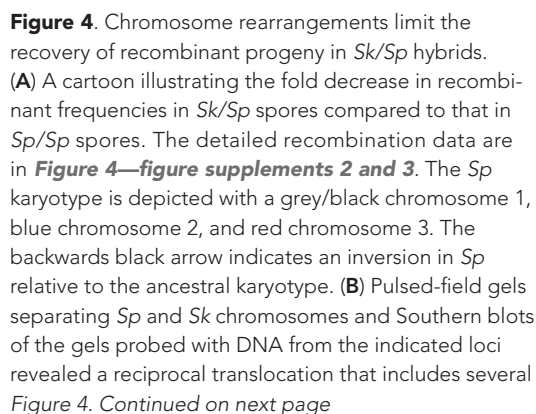 Figure 4. Chromosome rearrangements limit the
recovery of recombinant progeny in Sk/Sp hybrids.
(A) A cartoon illustrating the fold decrease in recombi-
nant frequencies in Sk/Sp spores compared to that in
Sp/Sp spores. The detailed recombination data are
in Figure 4—figure supplements 2 and 3. The Sp
karyotype is depicted with a grey/black chromosome 1,
blue chromosome 2, and red chromosome 3. The
backwards black arrow indicates an inversion in Sp
relative to the ancestral karyotype. (B) Pulsed-field gels
separating Sp and Sk chromosomes and Southern blots
of the gels probed with DNA from the indicated loci
revealed a reciprocal translocation that includes several
Figure 4. Continued on next page